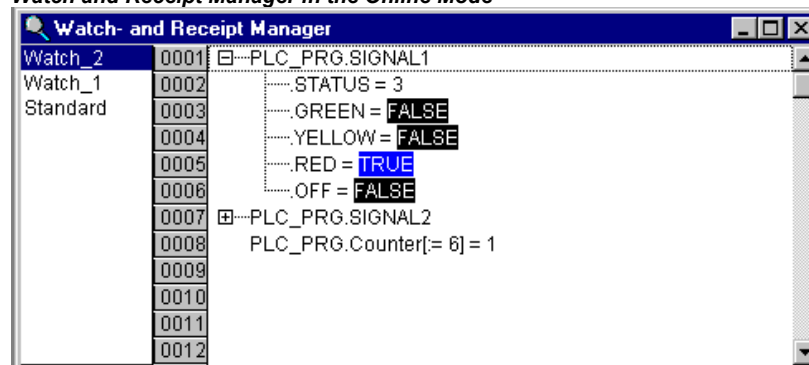 Watch and Receipt Manager in the Online Mode
Watch- and Receipt Manager
Watch_2
Watch_1
Standard
0001 PLC_PRG.SIGNAL1
0002 .STATUS = 3
0003 .GREEN = FALSE
0004 .YELLOW = FALSE
0005 .RED = TRUE
0006 .OFF = FALSE
0007 PLC_PRG.SIGNAL2
0008 PLC_PRG.Counter[:= 6] = 1
0009
0010
0011
0012